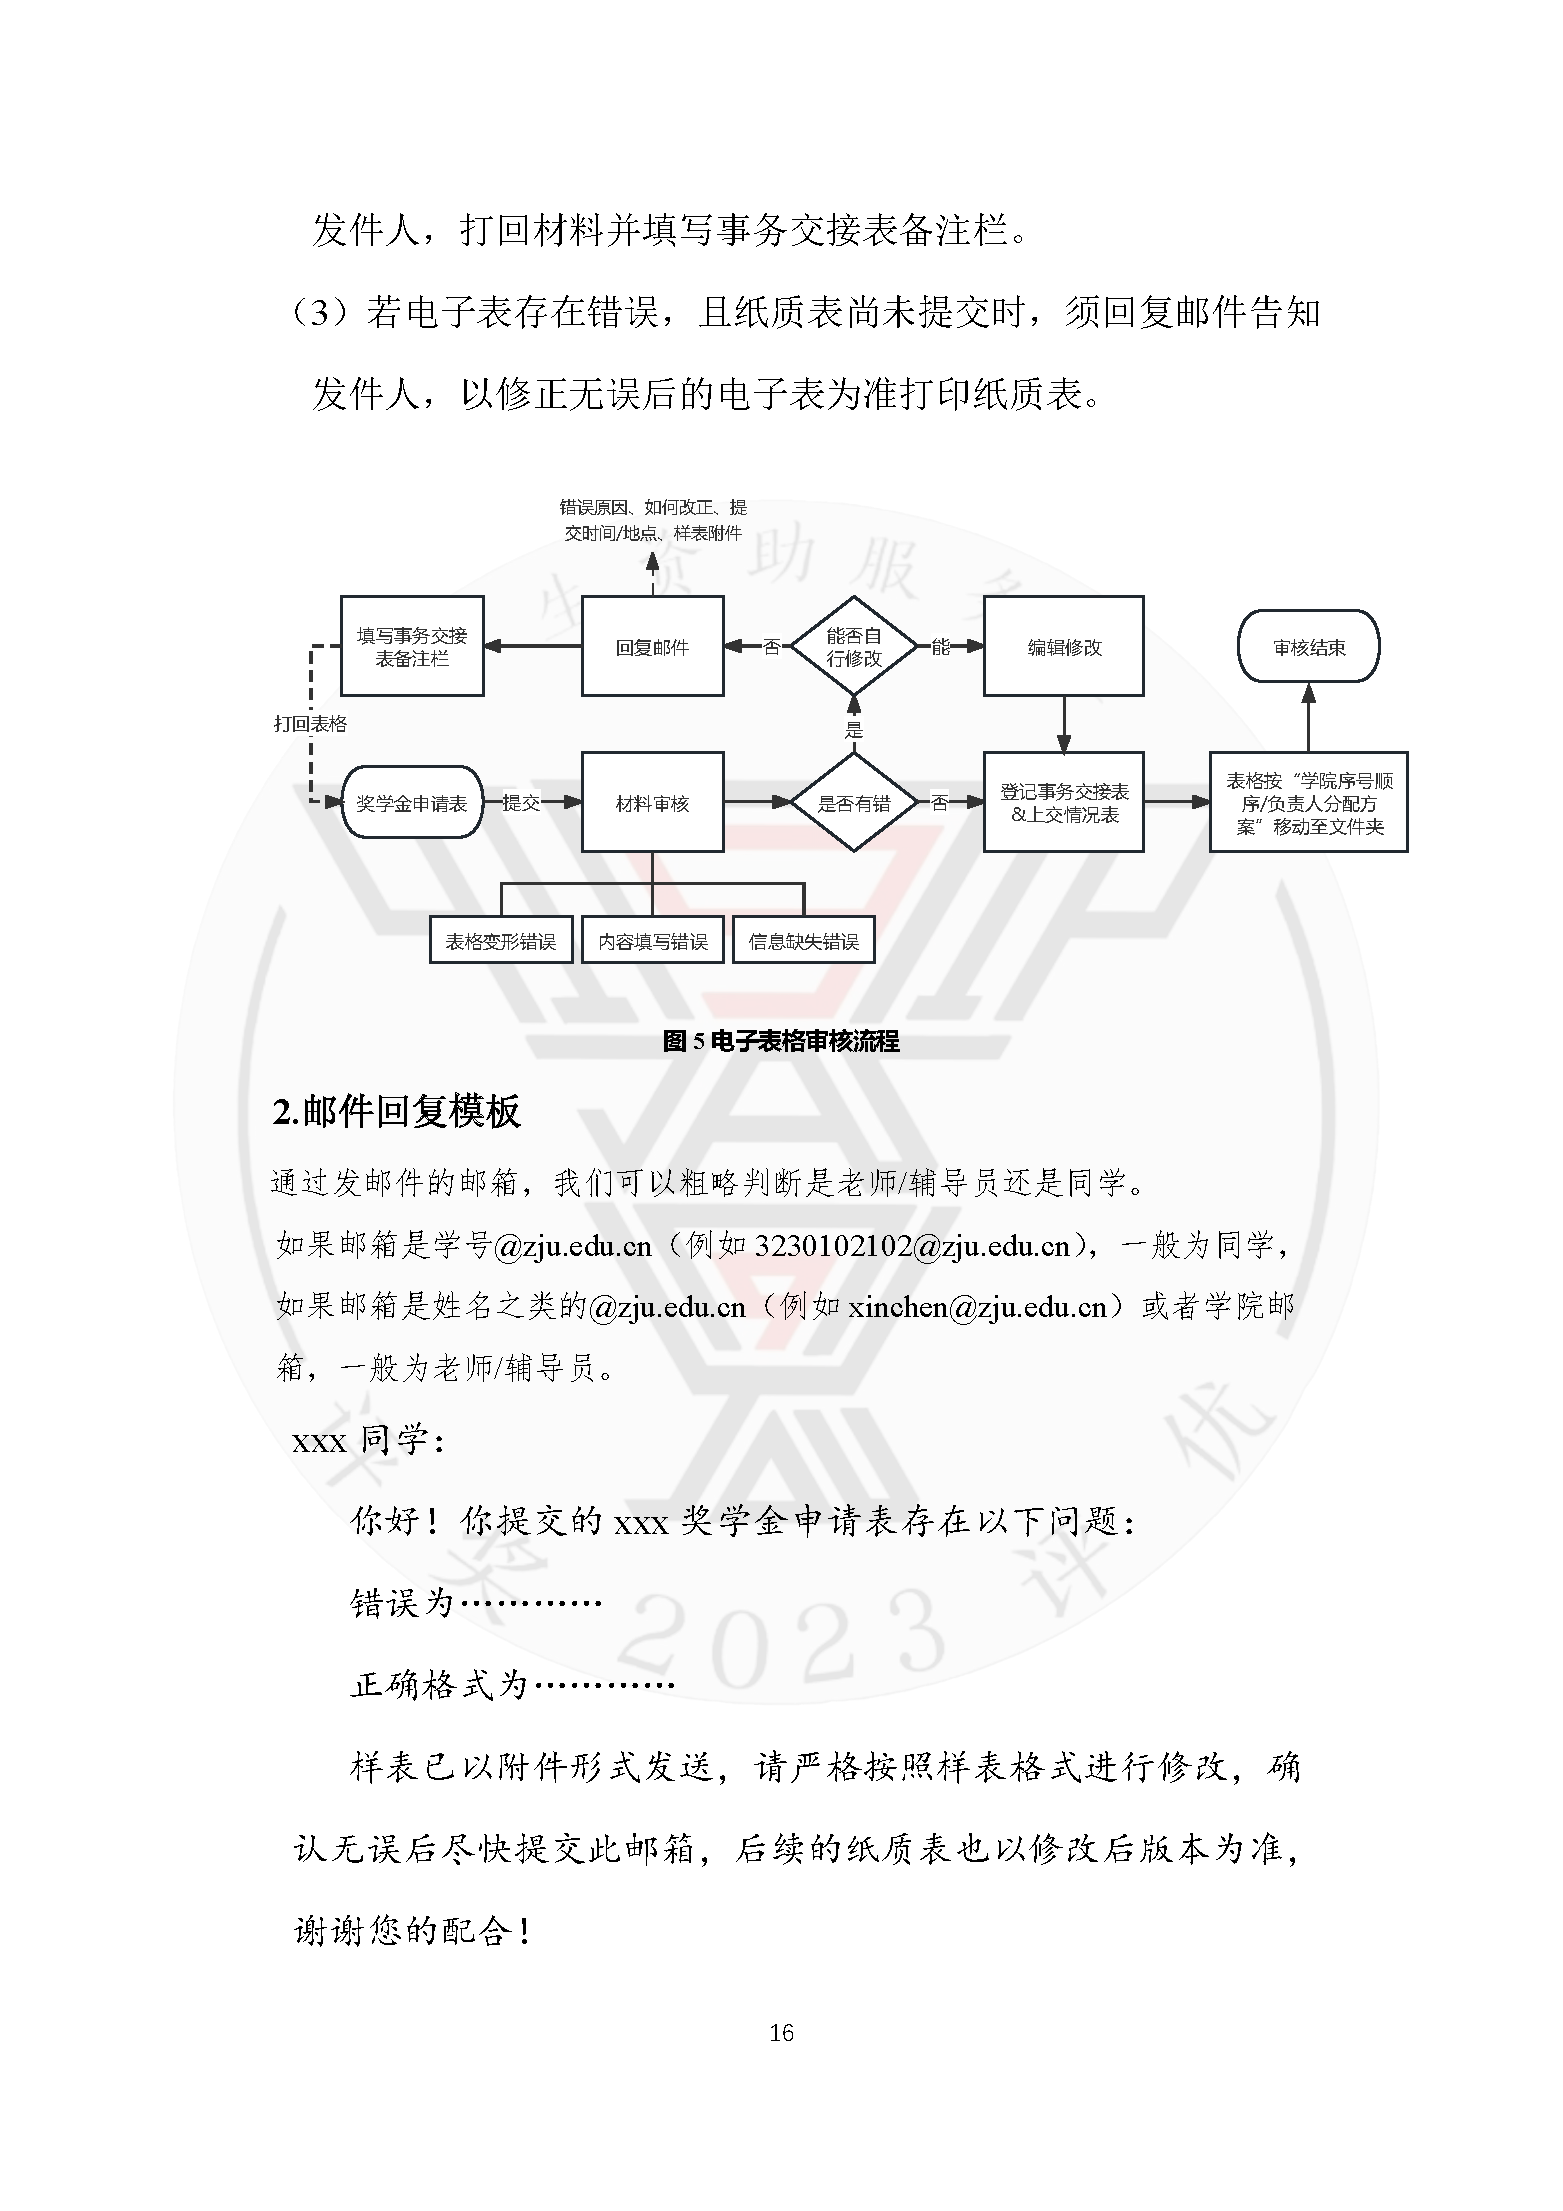 发件人，打回材料并填写事务交接表备注栏。
（3）若电子表存在错误，且纸质表尚未提交时，须回复邮件告知
发件人，以修正无误后的电子表为准打印纸质表。
错误原因、如何改正、提
交时间/地点、样表附件
填写事务交接
表备注栏
回复邮件
否
能否自
行修改
能
编辑修改
审核结束
打回表格
是
奖学金申请表
提交
材料审核
是否有错
否
登记事务交接表
&上交情况表
表格按“学院序号顺
序/负责人分配方
案”移动至文件夹
表格变形错误
内容填写错误
信息缺失错误
图 5 电子表格审核流程
2.邮件回复模板
通过发邮件的邮箱，我们可以粗略判断是老师/辅导员还是同学。
如果邮箱是学号@zju.edu.cn（例如 3230102102@zju.edu.cn），一般为同学，
如果邮箱是姓名之类的@zju.edu.cn（例如 xinchen@zju.edu.cn）或者学院邮
箱，一般为老师/辅导员。
xxx 同学：
你好！你提交的 xxx 奖学金申请表存在以下问题：
错误为…………
正确格式为…………
样表已以附件形式发送，请严格按照样表格式进行修改，确
认无误后尽快提交此邮箱，后续的纸质表也以修改后版本为准，
谢谢您的配合！
生资助服务
评奖 2023 评优
16